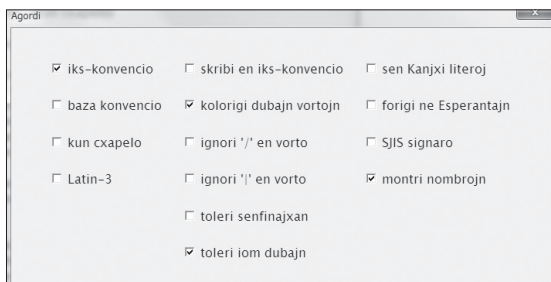 Agordi
iks-konvencio skribi en iks-konvencio sen Kanjxi literoj
baza konvencio kolorigi dubajn vortojn forigi ne Esperantajn
kun cxapelo ignori '/' en vorto SJIS signaro
Latin-3 ignori '|' en vorto montri nombrojn
toleri senfinajxan
toleri iom dubajn